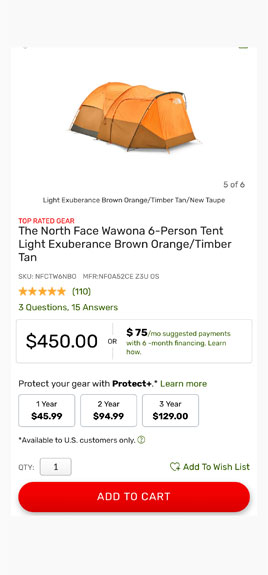 5 of 6
Light Exuberance Brown Orange/Timber Tan/New Taupe
TOP RATED GEAR
The North Face Wawona 6-Person Tent
Light Exuberance Brown Orange/Timber
Tan
SKU: NFCTW6NBO MFR:NF0A52CE Z3U OS
(110)
3 Questions, 15 Answers
$450.00 OR $ 75/mo suggested payments
with 6 -month financing. Learn
how.
Protect your gear with Protect+.* Learn more
1 Year
$45.99
2 Year
$94.99
3 Year
$129.00
*Available to U.S. customers only. ?
QTY: 1
Add To Wish List
ADD TO CART